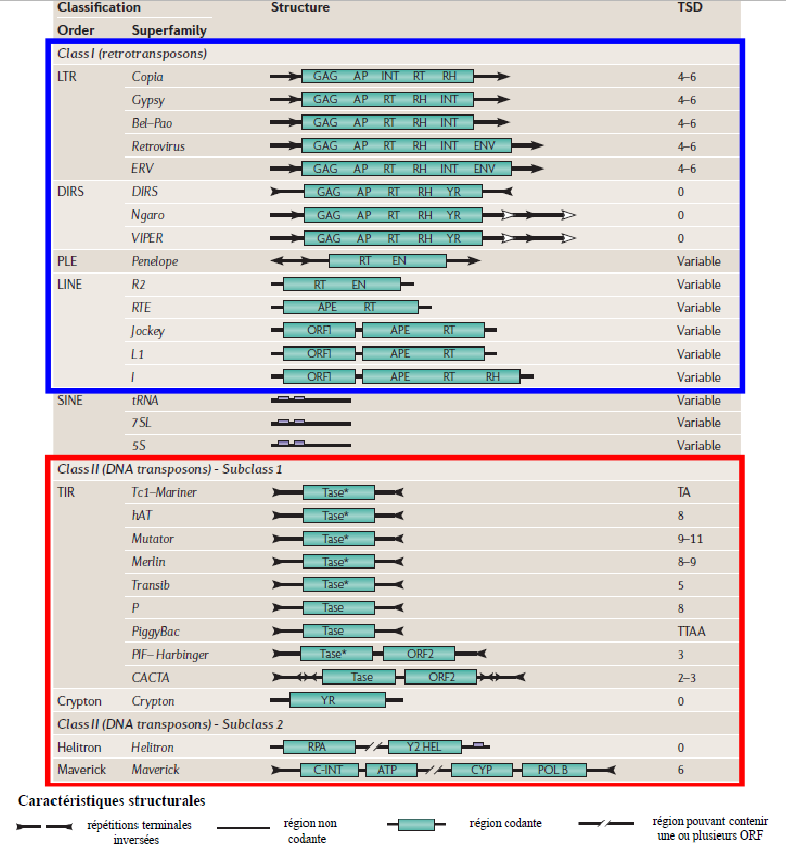 Classification Structure TSD
Order Superfamily
Class I (retrotransposons)
LTR Copia GAG AP INT RT RH 4–6
Gypsy GAG AP RT RH INT 4–6
Bel–Pao GAG AP RT RH INT 4–6
Retrovirus GAG AP RT RH INT ENV 4–6
ERV GAG AP RT RH INT ENV 4–6
DIRS DIRS GAG AP RT RH YR 0
Ngaro GAG AP RT RH YR 0
VIPER GAG AP RT RH YR 0
PLE Penelope RT EN Variable
LINE R2 RT EN Variable
RTE APE RT Variable
Jockey ORF1 APE RT Variable
L1 ORF1 APE RT Variable
I ORF1 APE RT RH Variable
SINE tRNA Variable
7SL Variable
5S Variable
Class II (DNA transposons) - Subclass 1
TIR Tc1–Mariner Tase* TA
hAT Tase* 8
Mutator Tase* 9–11
Merlin Tase* 8–9
Transib Tase* 5
P Tase 8
PiggyBac Tase TTAA
PIF–Harbinger Tase* ORF2 3
CACTA Tase ORF2 2–3
Crypton Crypton YR 0
Class II (DNA transposons) - Subclass 2
Helitron Helitron RPA Y2 HEL 0
Maverick Maverick C-INT ATP CYP POL B 6
Caractéristiques structurales
répétitions terminales
inversées
région non
codante
région codante
région pouvant contenir
une ou plusieurs ORF